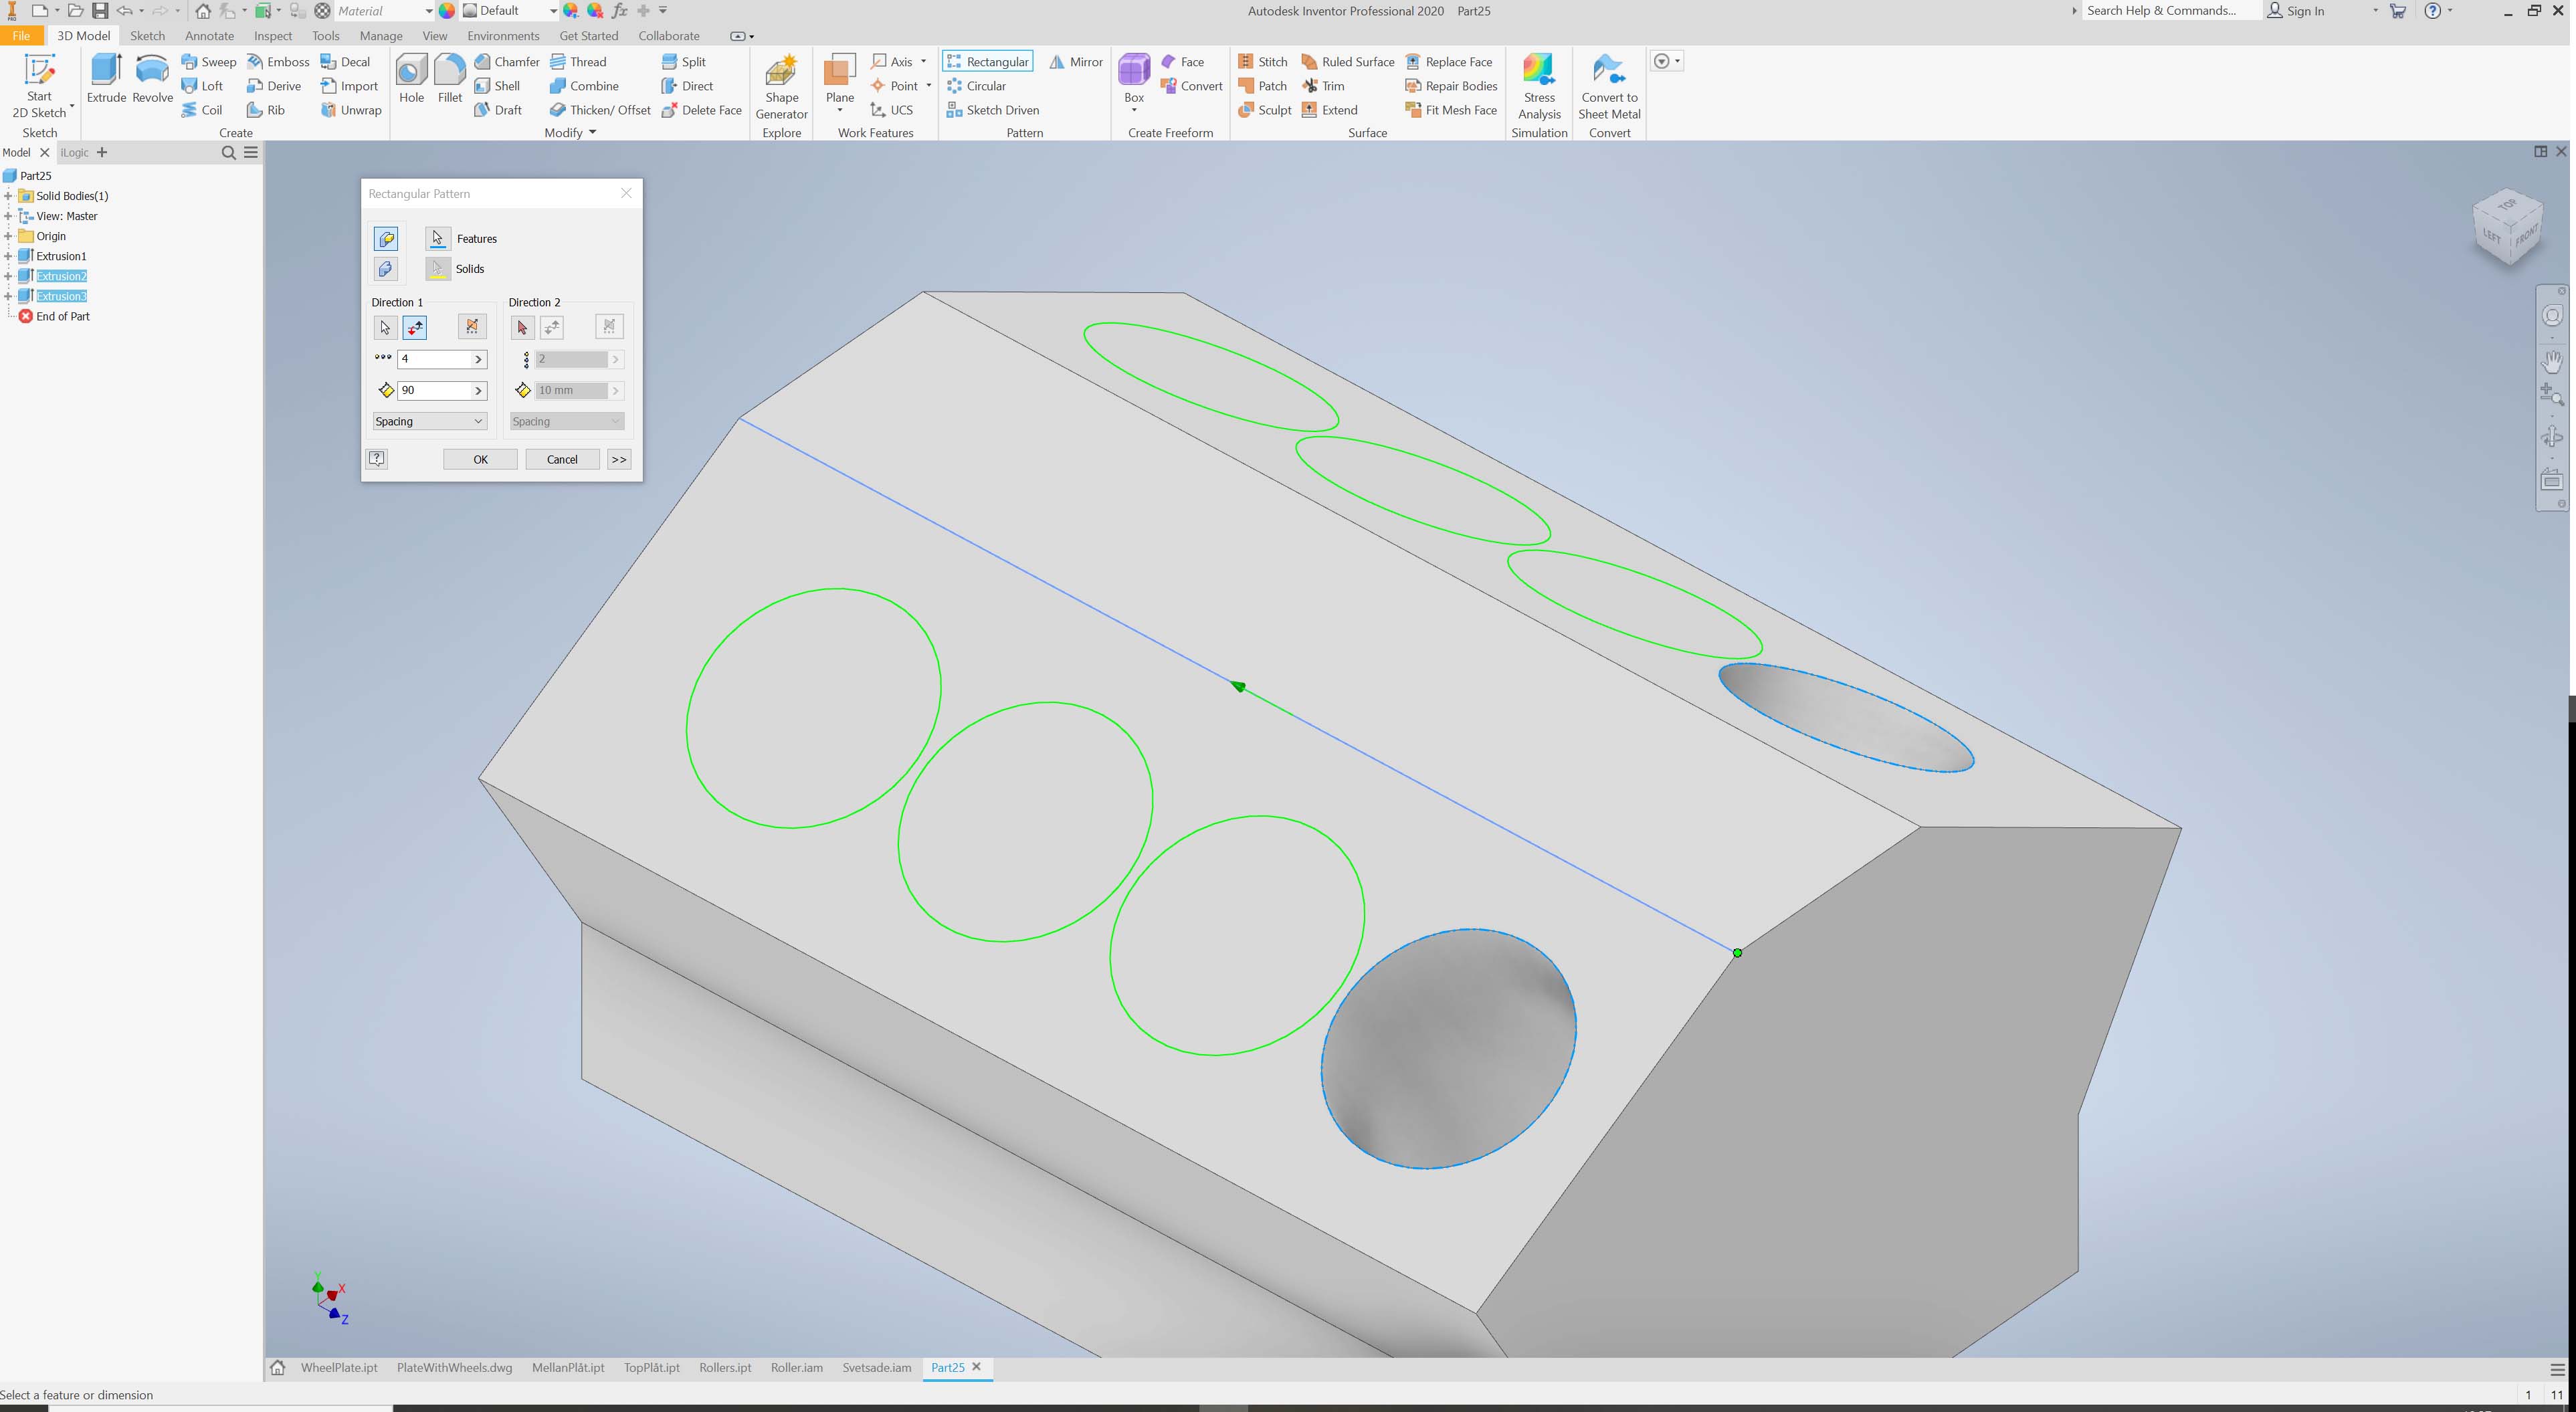 PRO
Material
Default
fx
Autodesk Inventor Professional 2020 Part25
Search Help & Commands...
Sign In
File 3D Model Sketch Annotate Inspect Tools Manage View Environments Get Started Collaborate
Start 2D Sketch
Sketch
Extrude
Revolve
Sweep
Loft
Coil
Emboss
Derive
Rib
Decal
Import
Unwrap
Create
Hole
Fillet
Chamfer
Shell
Draft
Thread
Combine
Thicken/ Offset
Split
Direct
Delete Face
Modify
Shape Generator
Explore
Plane
Axis
Point
UCS
Work Features
Rectangular
Circular
Sketch Driven
Mirror
Pattern
Box
Face
Convert
Create Freeform
Stitch
Patch
Sculpt
Ruled Surface
Trim
Extend
Replace Face
Repair Bodies
Fit Mesh Face
Surface
Stress Analysis
Simulation
Convert to Sheet Metal
Convert
Model
iLogic
Part25
Solid Bodies(1)
View: Master
Origin
Extrusion1
Extrusion2
Extrusion3
End of Part
Rectangular Pattern
Features
Solids
Direction 1
Direction 2
4
2
90
10 mm
Spacing
Spacing
OK
Cancel
>>
TOP
LEFT
FRONT
Y
X
Z
WheelPlate.ipt PlateWithWheels.dwg MellanPlåt.ipt TopPlåt.ipt Rollers.ipt Roller.iam Svetsade.iam Part25
Select a feature or dimension
1 11